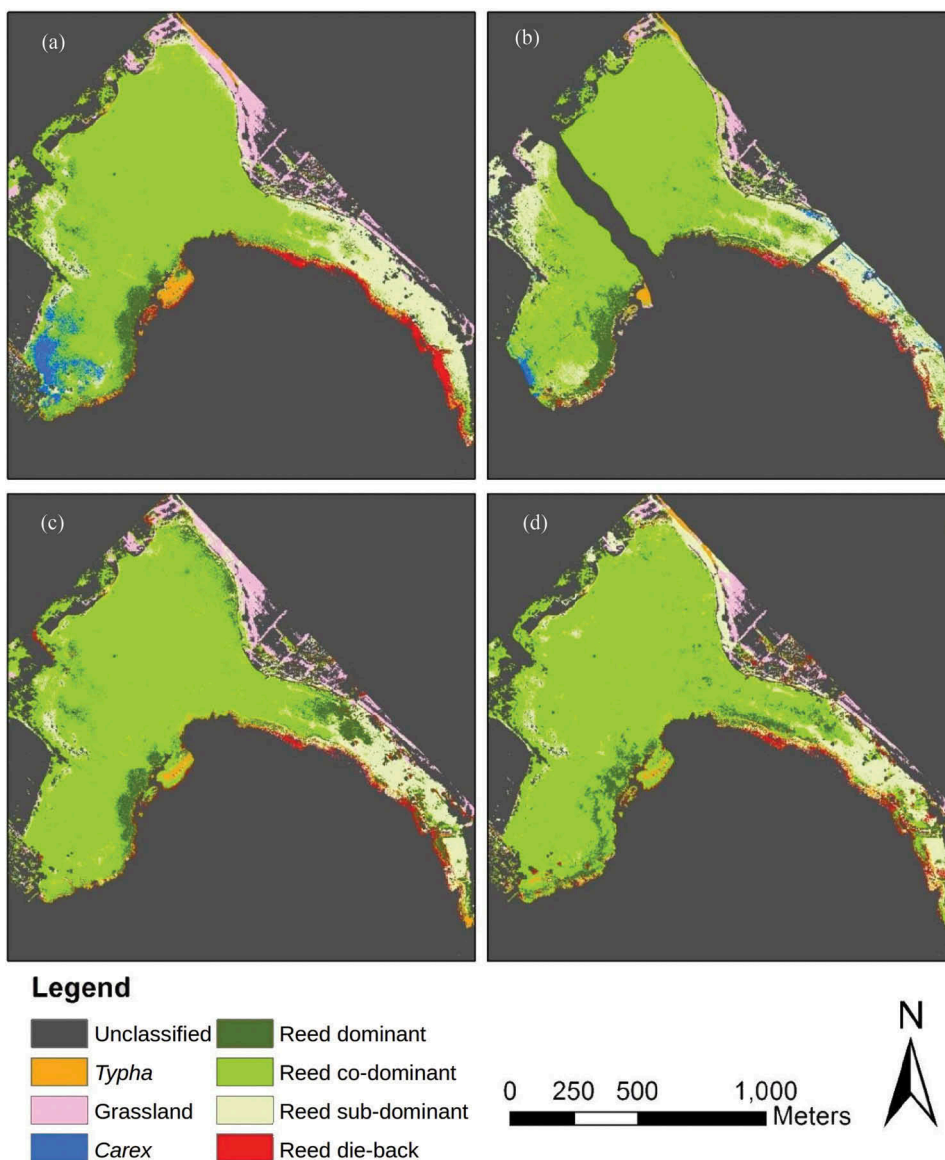 (a)
(b)
(c)
(d)
Legend
Unclassified
Reed dominant
Typha
Reed co-dominant
Grassland
Reed sub-dominant
Carex
Reed die-back
0 250 500 1,000
Meters
N